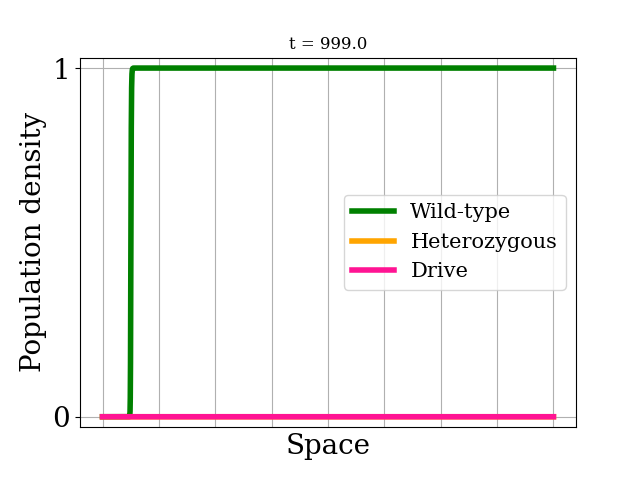 t = 999.0
1
0
Population density
Space
Wild-type
Heterozygous
Drive